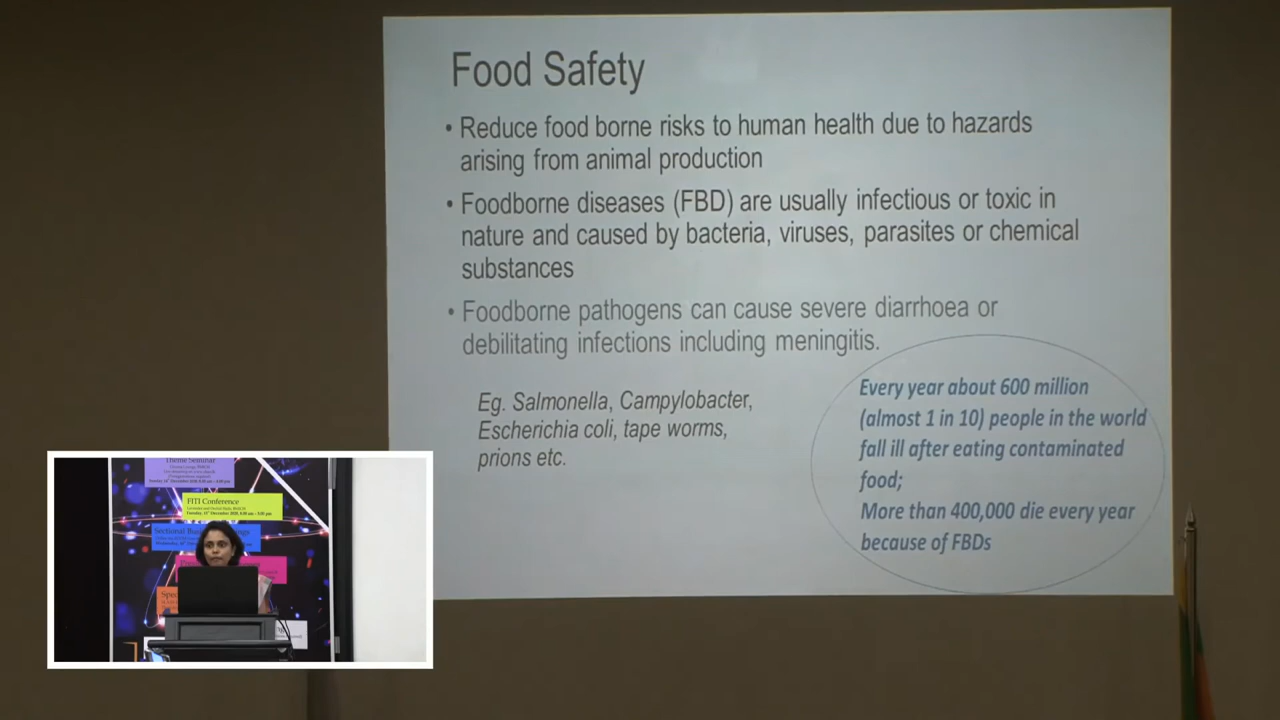 Food Safety
• Reduce food borne risks to human health due to hazards
arising from animal production
• Foodborne diseases (FBD) are usually infectious or toxic in
nature and caused by bacteria, viruses, parasites or chemical
substances
• Foodborne pathogens can cause severe diarrhoea or
debilitating infections including meningitis.
Eg. Salmonella, Campylobacter,
Escherichia coli, tape worms,
prions etc.
Every year about 600 million
(almost 1 in 10) people in the world
fall ill after eating contaminated
food;
More than 400,000 die every year
because of FBDs
Theme Seminar
FITI Conference
Sectional